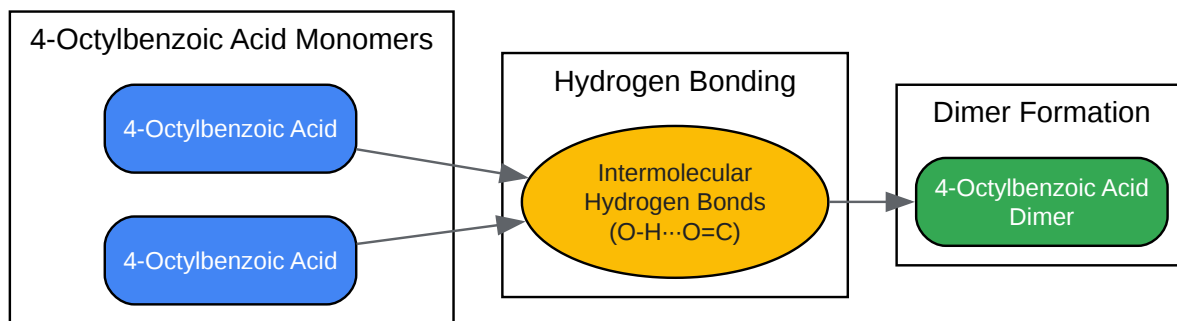 4-Octylbenzoic Acid Monomers
4-Octylbenzoic Acid
4-Octylbenzoic Acid
Hydrogen Bonding
Intermolecular
Hydrogen Bonds
(O-H···O=C)
Dimer Formation
4-Octylbenzoic Acid
Dimer